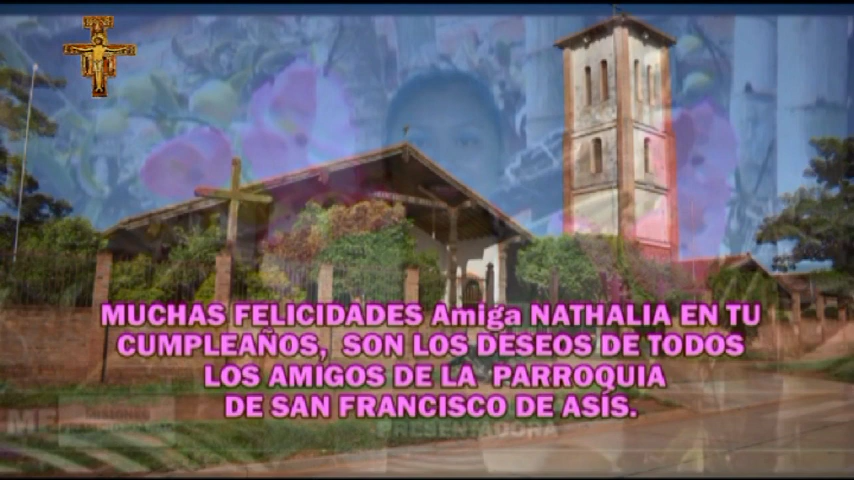 MUCHAS FELICIDADES Amiga NATHALIA EN TU
CUMPLEAÑOS, SON LOS DESEOS DE TODOS
LOS AMIGOS DE LA PARROQUIA
DE SAN FRANCISCO DE ASÍS.
PRESENTADORA